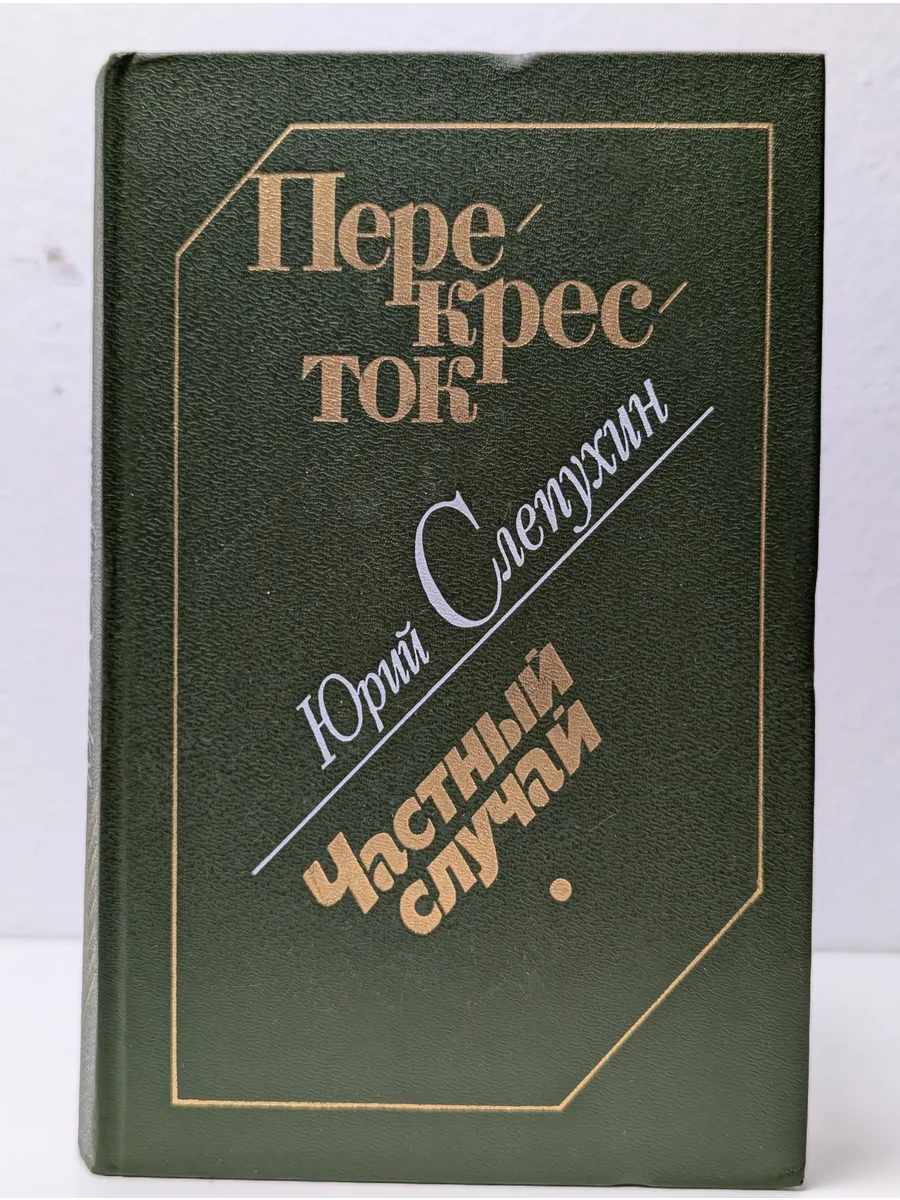 Пере-
крес-
ток
Юрий Слепухин
Частный
случай